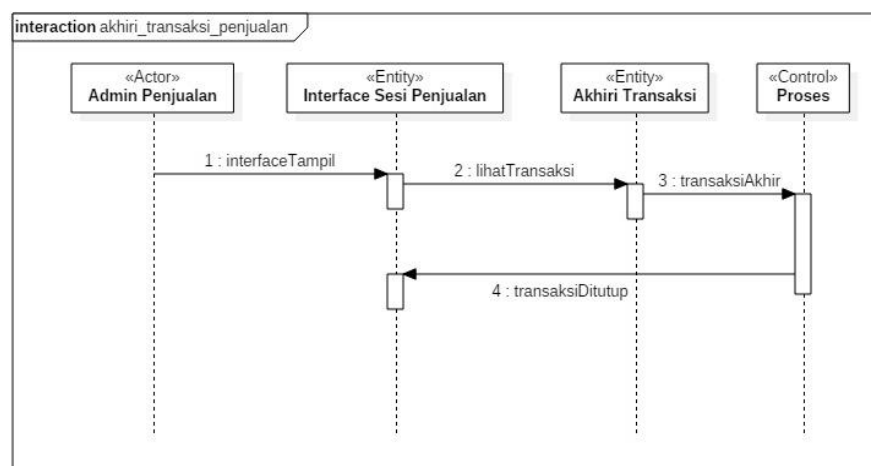 interaction akhiri_transaksi_penjualan
«Actor»
Admin Penjualan
«Entity»
Interface Sesi Penjualan
«Entity»
Akhiri Transaksi
«Control»
Proses
1 : interfaceTampil
2 : lihatTransaksi
3 : transaksiAkhir
4 : transaksiDitutup